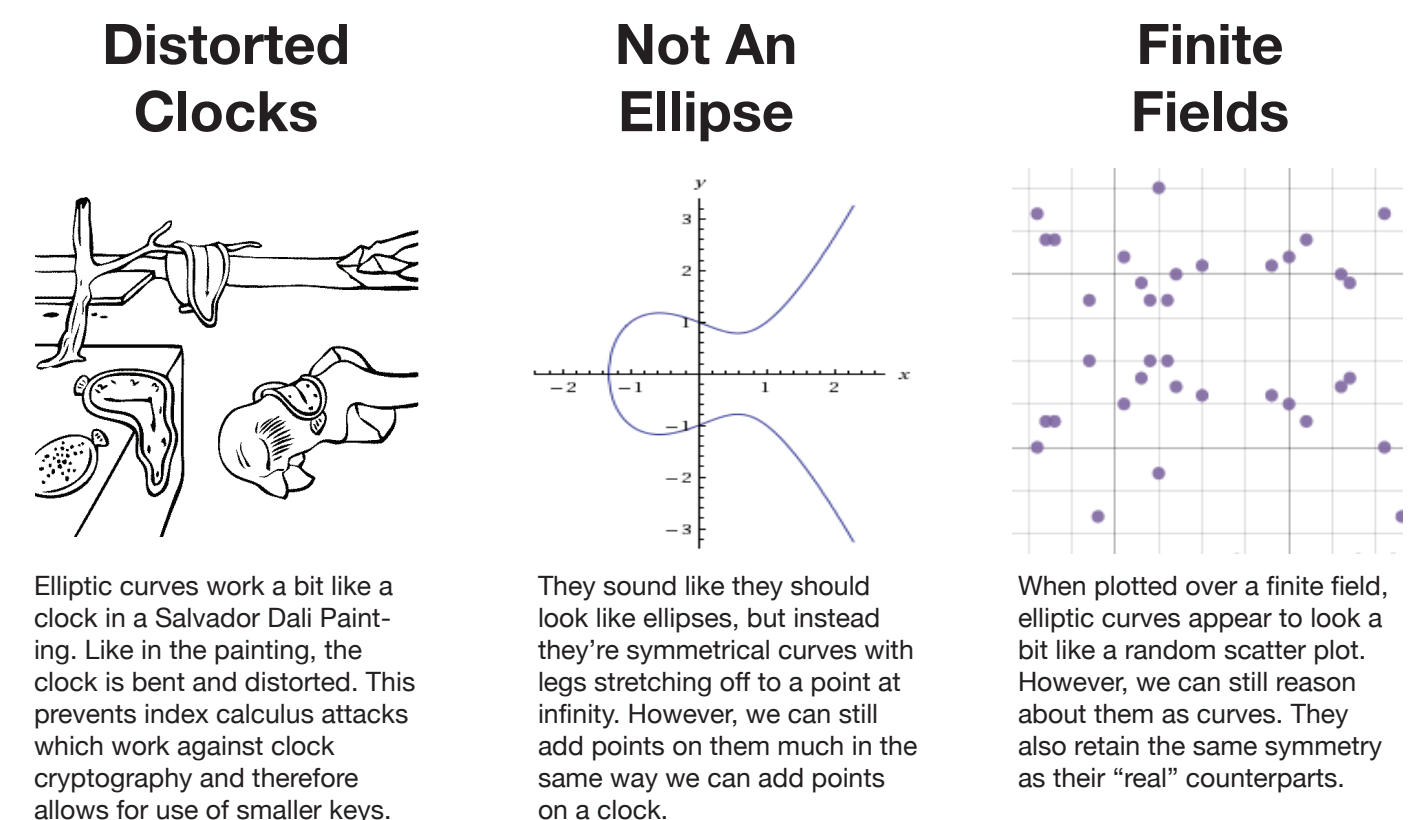 Distorted
Clocks
Elliptic curves work a bit like a
clock in a Salvador Dali Paint-
ing. Like in the painting, the
clock is bent and distorted. This
prevents index calculus attacks
which work against clock
cryptography and therefore
allows for use of smaller keys.
Not An
Ellipse
y
3
2
1
−2
−1
1
2
x
−1
−2
−3
They sound like they should
look like ellipses, but instead
they're symmetrical curves with
legs stretching off to a point at
infinity. However, we can still
add points on them much in the
same way we can add points
on a clock.
Finite
Fields
When plotted over a finite field,
elliptic curves appear to look a
bit like a random scatter plot.
However, we can still reason
about them as curves. They
also retain the same symmetry
as their “real” counterparts.